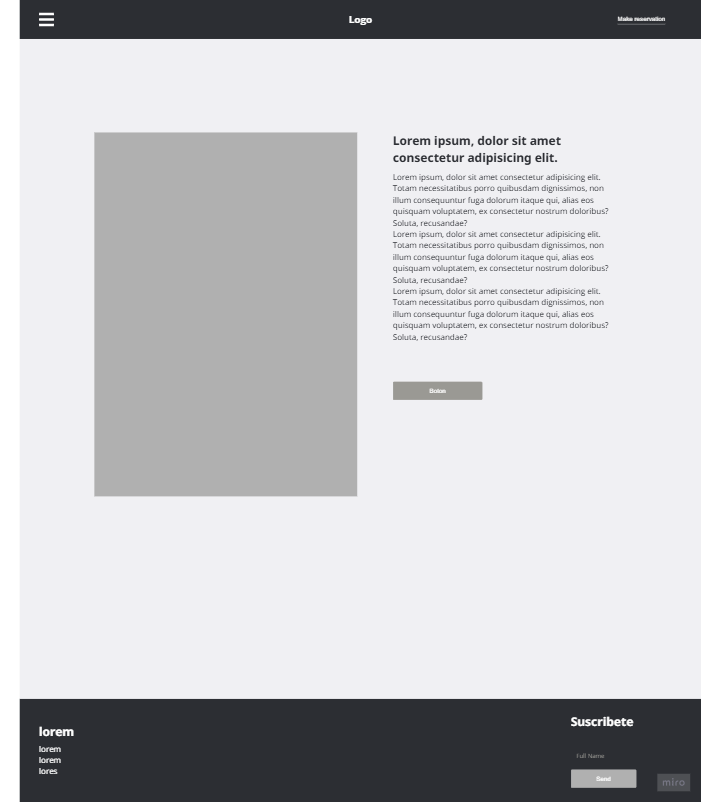 Logo
Make reservation
Lorem ipsum, dolor sit amet
consectetur adipisicing elit.
Lorem ipsum, dolor sit amet consectetur adipisicing elit.
Totam necessitatibus porro quibusdam dignissimos, non
illum consequuntur fuga dolorum itaque qui, alias eos
quisquam voluptatem, ex consectetur nostrum doloribus?
Soluta, recusandae?
Lorem ipsum, dolor sit amet consectetur adipisicing elit.
Totam necessitatibus porro quibusdam dignissimos, non
illum consequuntur fuga dolorum itaque qui, alias eos
quisquam voluptatem, ex consectetur nostrum doloribus?
Soluta, recusandae?
Lorem ipsum, dolor sit amet consectetur adipisicing elit.
Totam necessitatibus porro quibusdam dignissimos, non
illum consequuntur fuga dolorum itaque qui, alias eos
quisquam voluptatem, ex consectetur nostrum doloribus?
Soluta, recusandae?
Boton
lorem
lorem
lorem
lores
Suscribete
Full Name
Send
miro